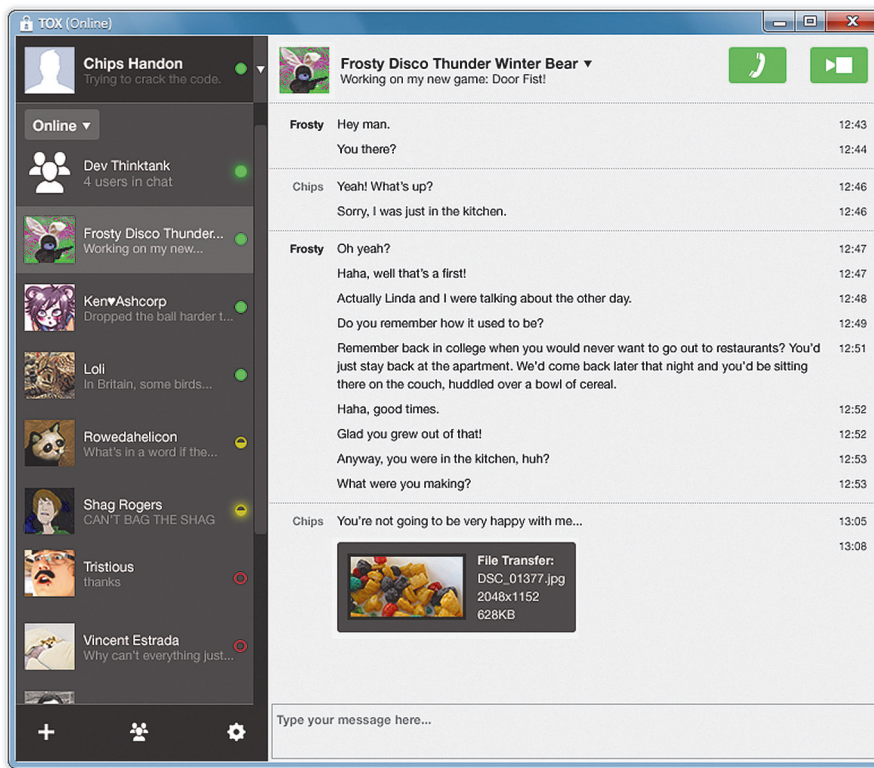 TOX (Online)
Chips Handon
Trying to crack the code.
Online
Dev Thinktank
4 users in chat
Frosty Disco Thunder...
Working on my new...
Ken♥Ashcorp
Dropped the ball harder t...
Loli
In Britain, some birds...
Rowedahelicon
What's in a word if the...
Shag Rogers
CAN'T BAG THE SHAG
Tristious
thanks
Vincent Estrada
Why can't everything just...
Frosty Disco Thunder Winter Bear
Working on my new game: Door Fist!
Frosty Hey man. 12:43
You there? 12:44
Chips Yeah! What's up? 12:46
Sorry, I was just in the kitchen. 12:46
Frosty Oh yeah? 12:47
Haha, well that's a first! 12:47
Actually Linda and I were talking about the other day. 12:48
Do you remember how it used to be? 12:49
Remember back in college when you would never want to go out to restaurants? You'd 12:51
just stay back at the apartment. We'd come back later that night and you'd be sitting
there on the couch, huddled over a bowl of cereal.
Haha, good times. 12:52
Glad you grew out of that! 12:52
Anyway, you were in the kitchen, huh? 12:53
What were you making? 12:53
Chips You're not going to be very happy with me... 13:05
13:08
File Transfer:
DSC_01377.jpg
2048x1152
628KB
Type your message here...